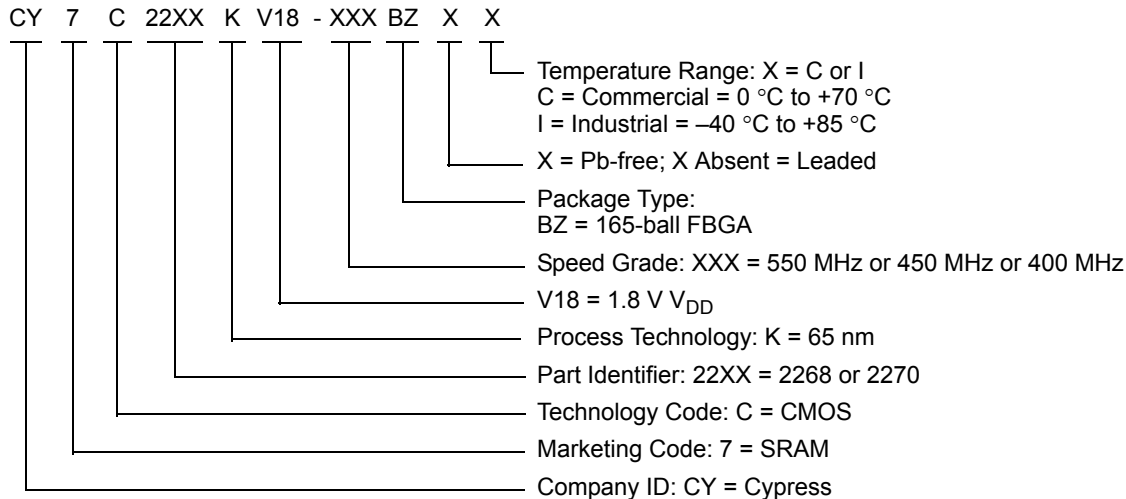 CY 7 C 22XX K V18 - XXX BZ X X
Temperature Range: X = C or I
C = Commercial = 0 °C to +70 °C
I = Industrial = –40 °C to +85 °C
X = Pb-free; X Absent = Leaded
Package Type:
BZ = 165-ball FBGA
Speed Grade: XXX = 550 MHz or 450 MHz or 400 MHz
V18 = 1.8 V VDD
Process Technology: K = 65 nm
Part Identifier: 22XX = 2268 or 2270
Technology Code: C = CMOS
Marketing Code: 7 = SRAM
Company ID: CY = Cypress